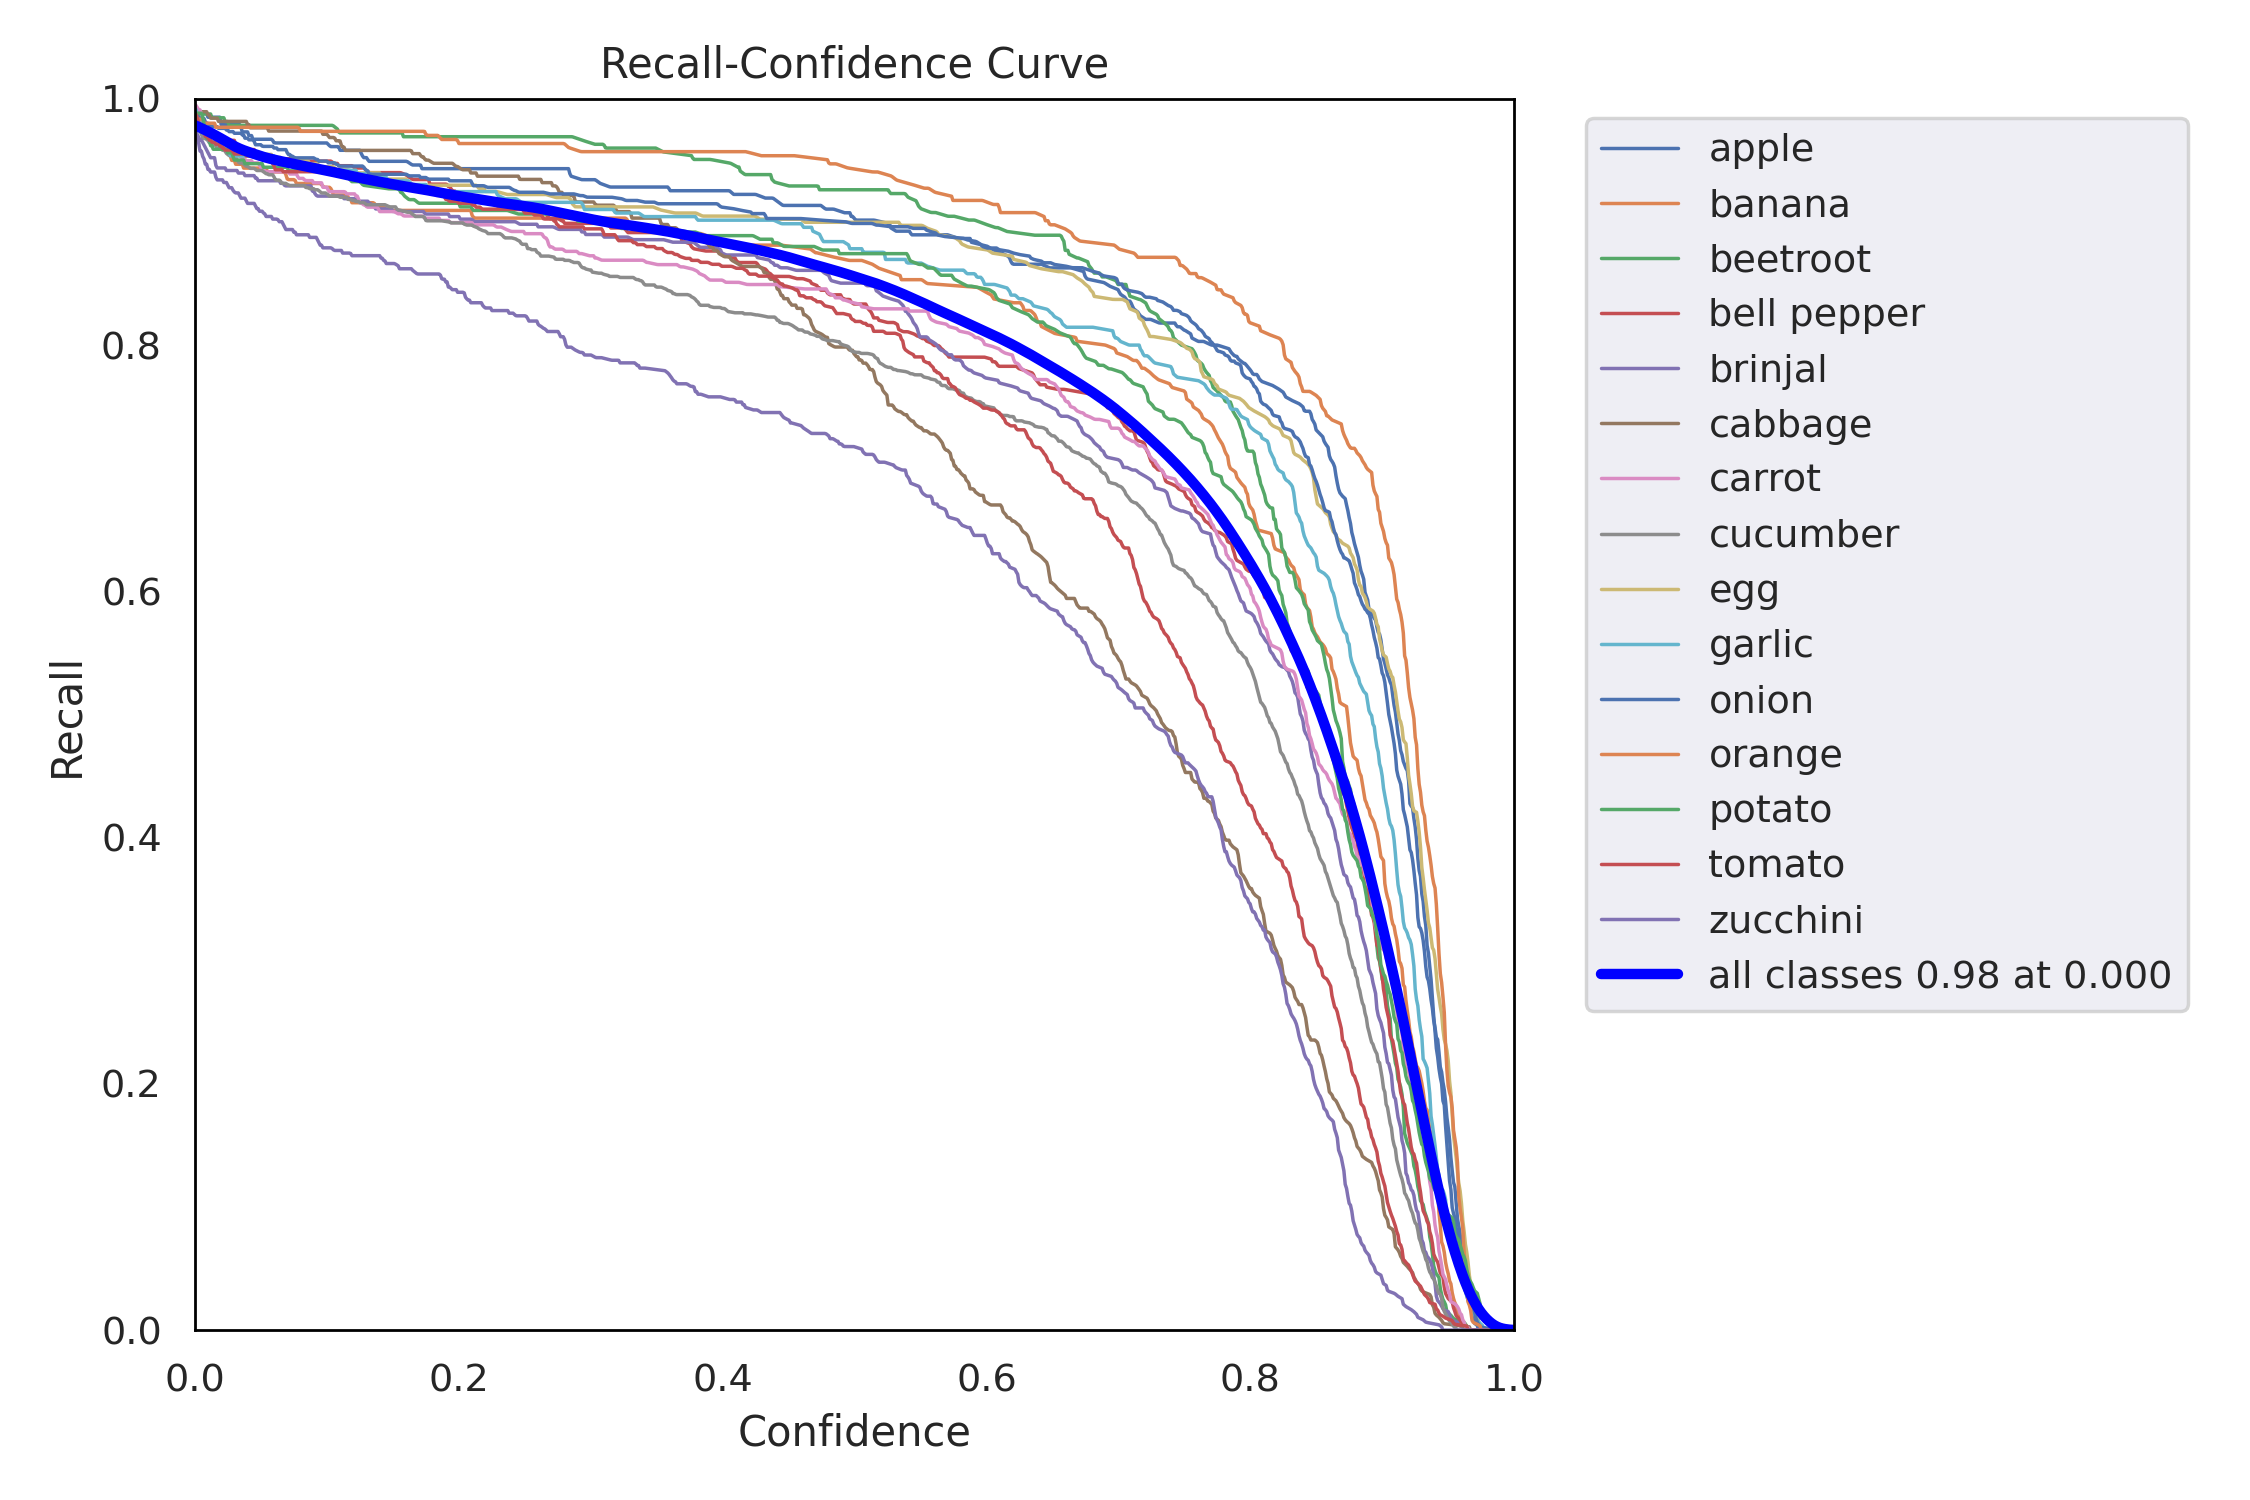 Recall-Confidence Curve
1.0
0.8
0.6
0.4
0.2
0.0
Recall
0.0 0.2 0.4 0.6 0.8 1.0
Confidence
apple
banana
beetroot
bell pepper
brinjal
cabbage
carrot
cucumber
egg
garlic
onion
orange
potato
tomato
zucchini
all classes 0.98 at 0.000